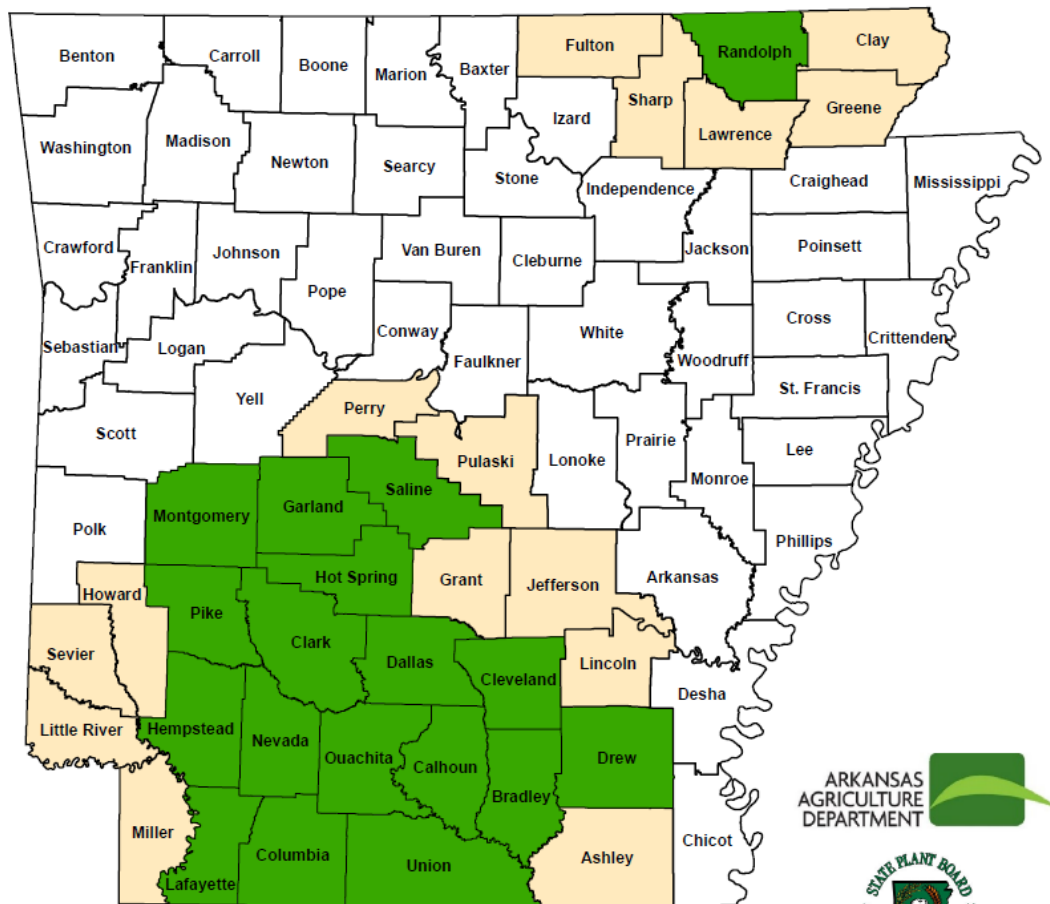 Benton
Carroll
Boone
Marion
Baxter
Fulton
Randolph
Clay
Sharp
Izard
Lawrence
Greene
Washington
Madison
Newton
Searcy
Stone
Independence
Craighead
Mississippi
Crawford
Franklin
Johnson
Van Buren
Cleburne
Jackson
Poinsett
Pope
Conway
White
Cross
Crittenden
Sebastian
Logan
Faulkner
Woodruff
St. Francis
Yell
Perry
Scott
Pulaski
Lonoke
Prairie
Lee
Monroe
Saline
Garland
Montgomery
Polk
Phillips
Hot Spring
Grant
Jefferson
Arkansas
Howard
Pike
Clark
Sevier
Dallas
Cleveland
Lincoln
Desha
Little River
Hempstead
Nevada
Ouachita
Calhoun
Bradley
Drew
Miller
Lafayette
Columbia
Union
Ashley
Chicot
ARKANSAS
AGRICULTURE
DEPARTMENT
STATE PLANT BOARD